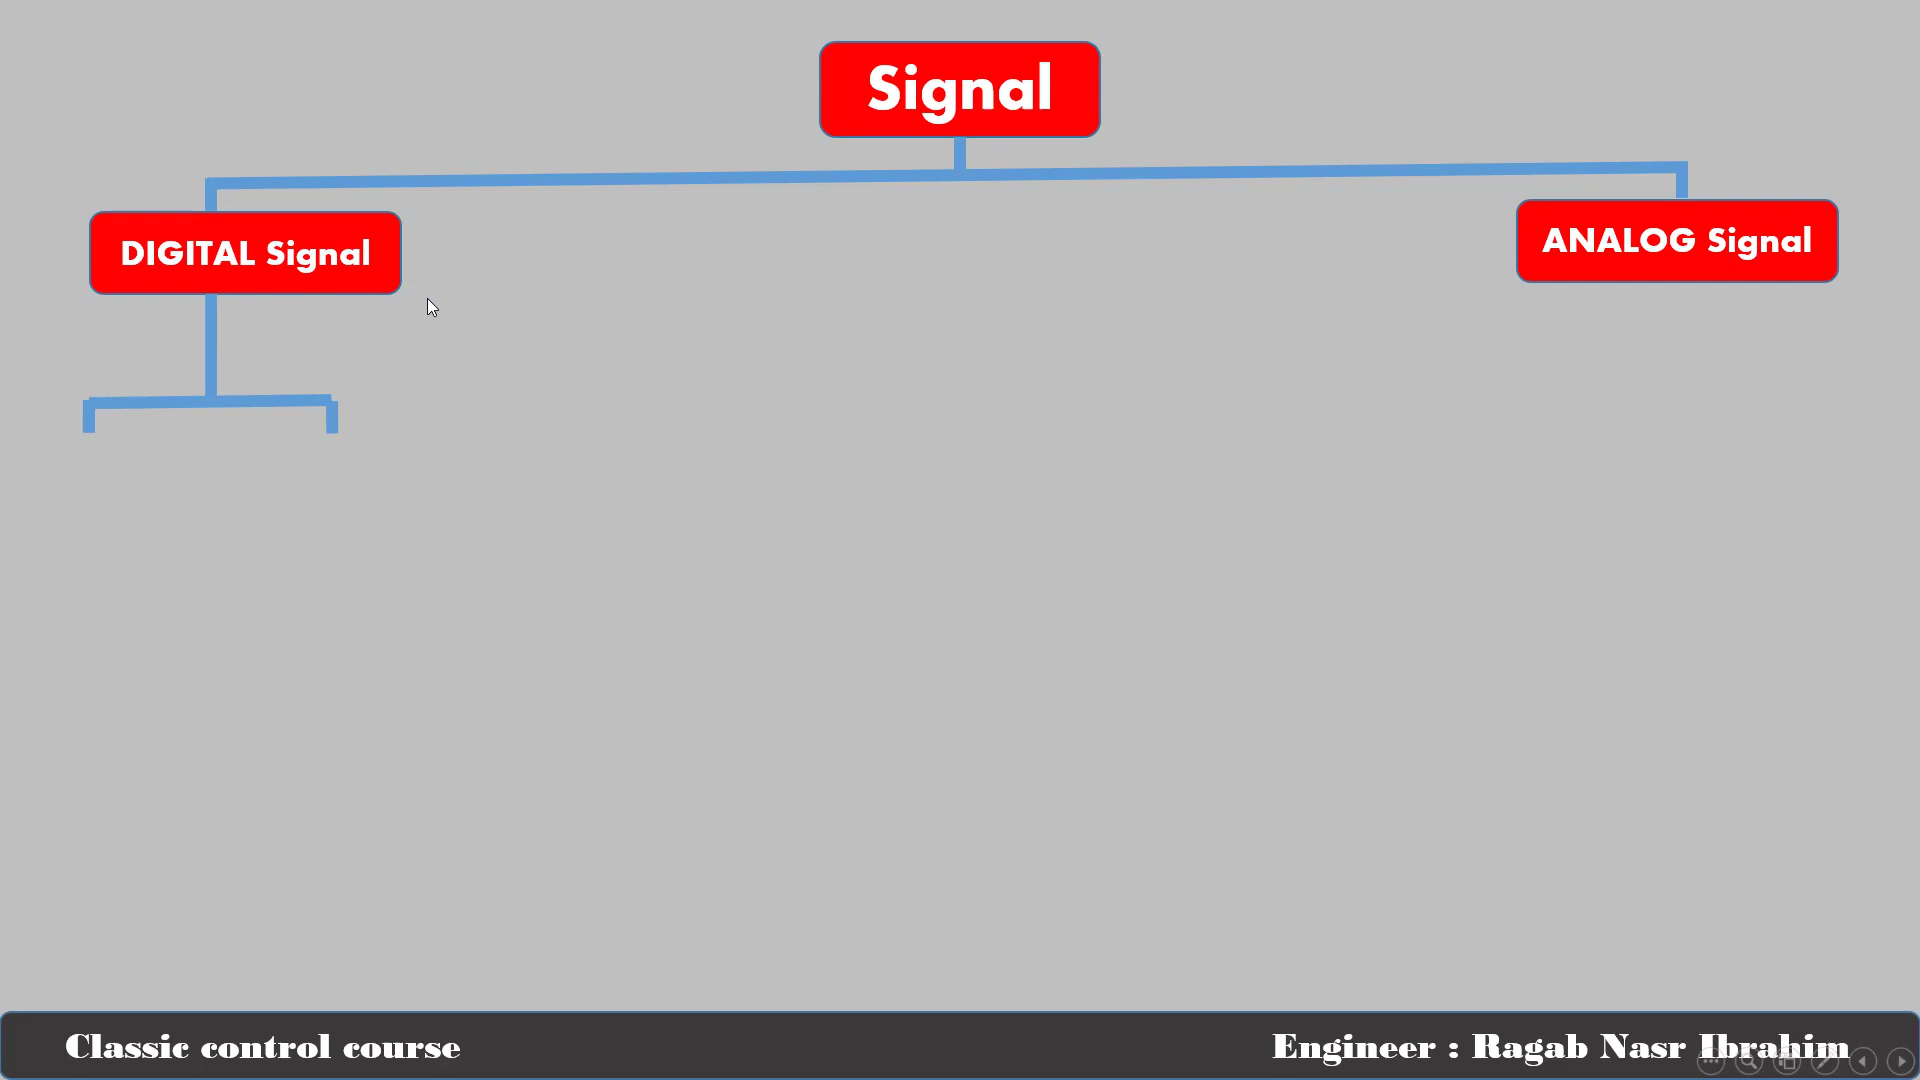 Signal
DIGITAL Signal
ANALOG Signal
Classic control course
Engineer : Ragab Nasr Ibrahim